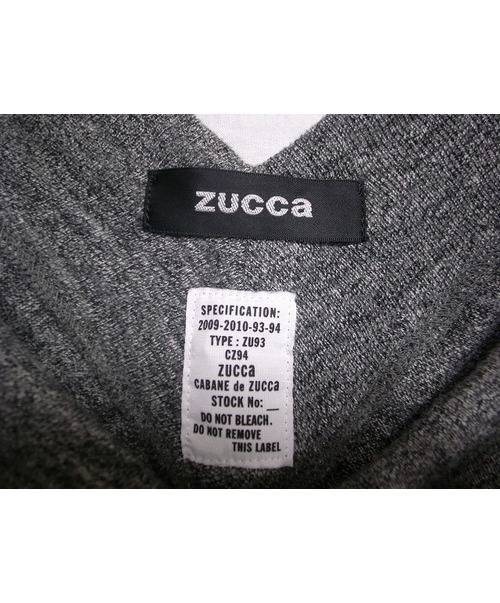 zucca
SPECIFICATION:
2009-2010-93-94
TYPE : ZU93
CZ94
zucca
CABANE de zucca
STOCK No: __
DO NOT BLEACH.
DO NOT REMOVE
THIS LABEL